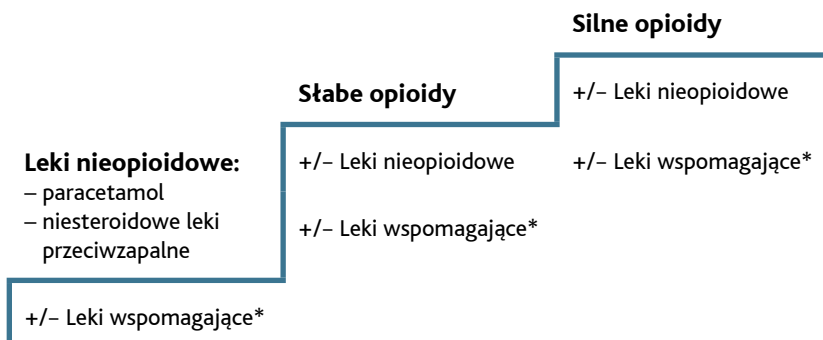 Leki nieopioidowe:
– paracetamol
– niesteroidowe leki
przeciwzapalne
+/– Leki wspomagające*
Słabe opioidy
+/– Leki nieopioidowe
+/– Leki wspomagające*
Silne opioidy
+/– Leki nieopioidowe
+/– Leki wspomagające*